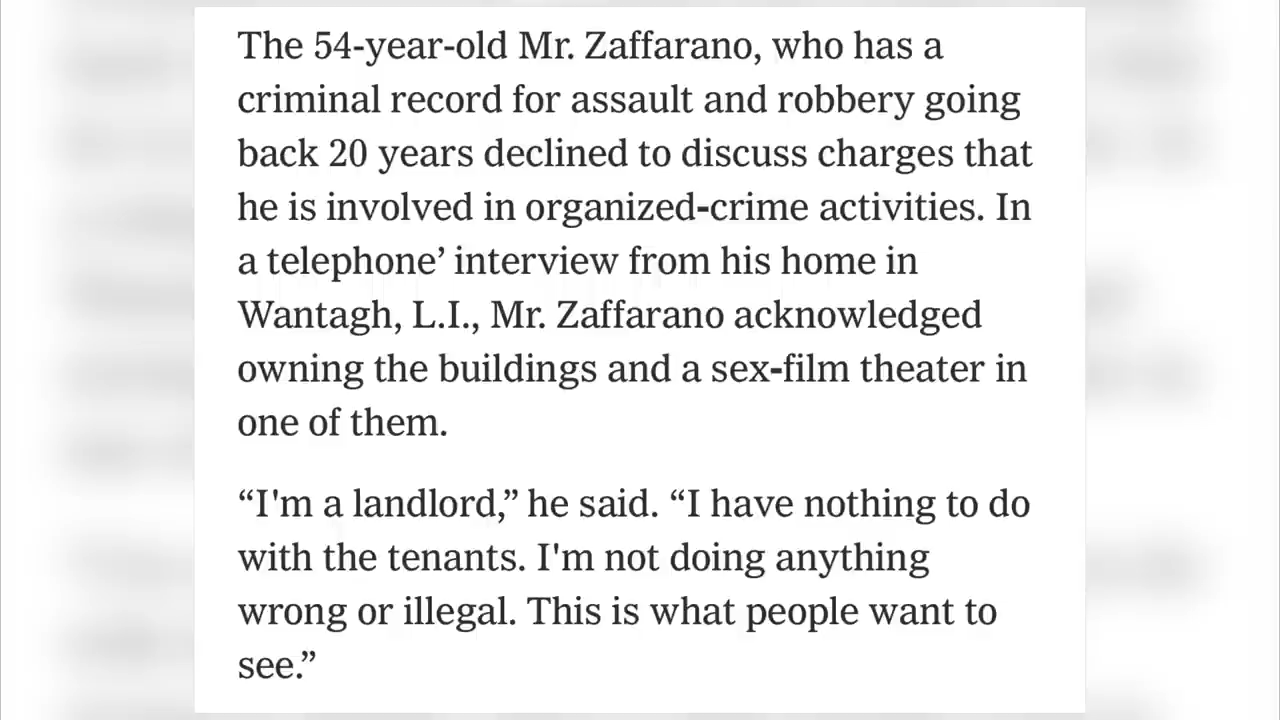 The 54-year-old Mr. Zaffarano, who has a
criminal record for assault and robbery going
back 20 years declined to discuss charges that
he is involved in organized-crime activities. In
a telephone’ interview from his home in
Wantagh, L.I., Mr. Zaffarano acknowledged
owning the buildings and a sex-film theater in
one of them.
“I'm a landlord,” he said. “I have nothing to do
with the tenants. I'm not doing anything
wrong or illegal. This is what people want to
see.”